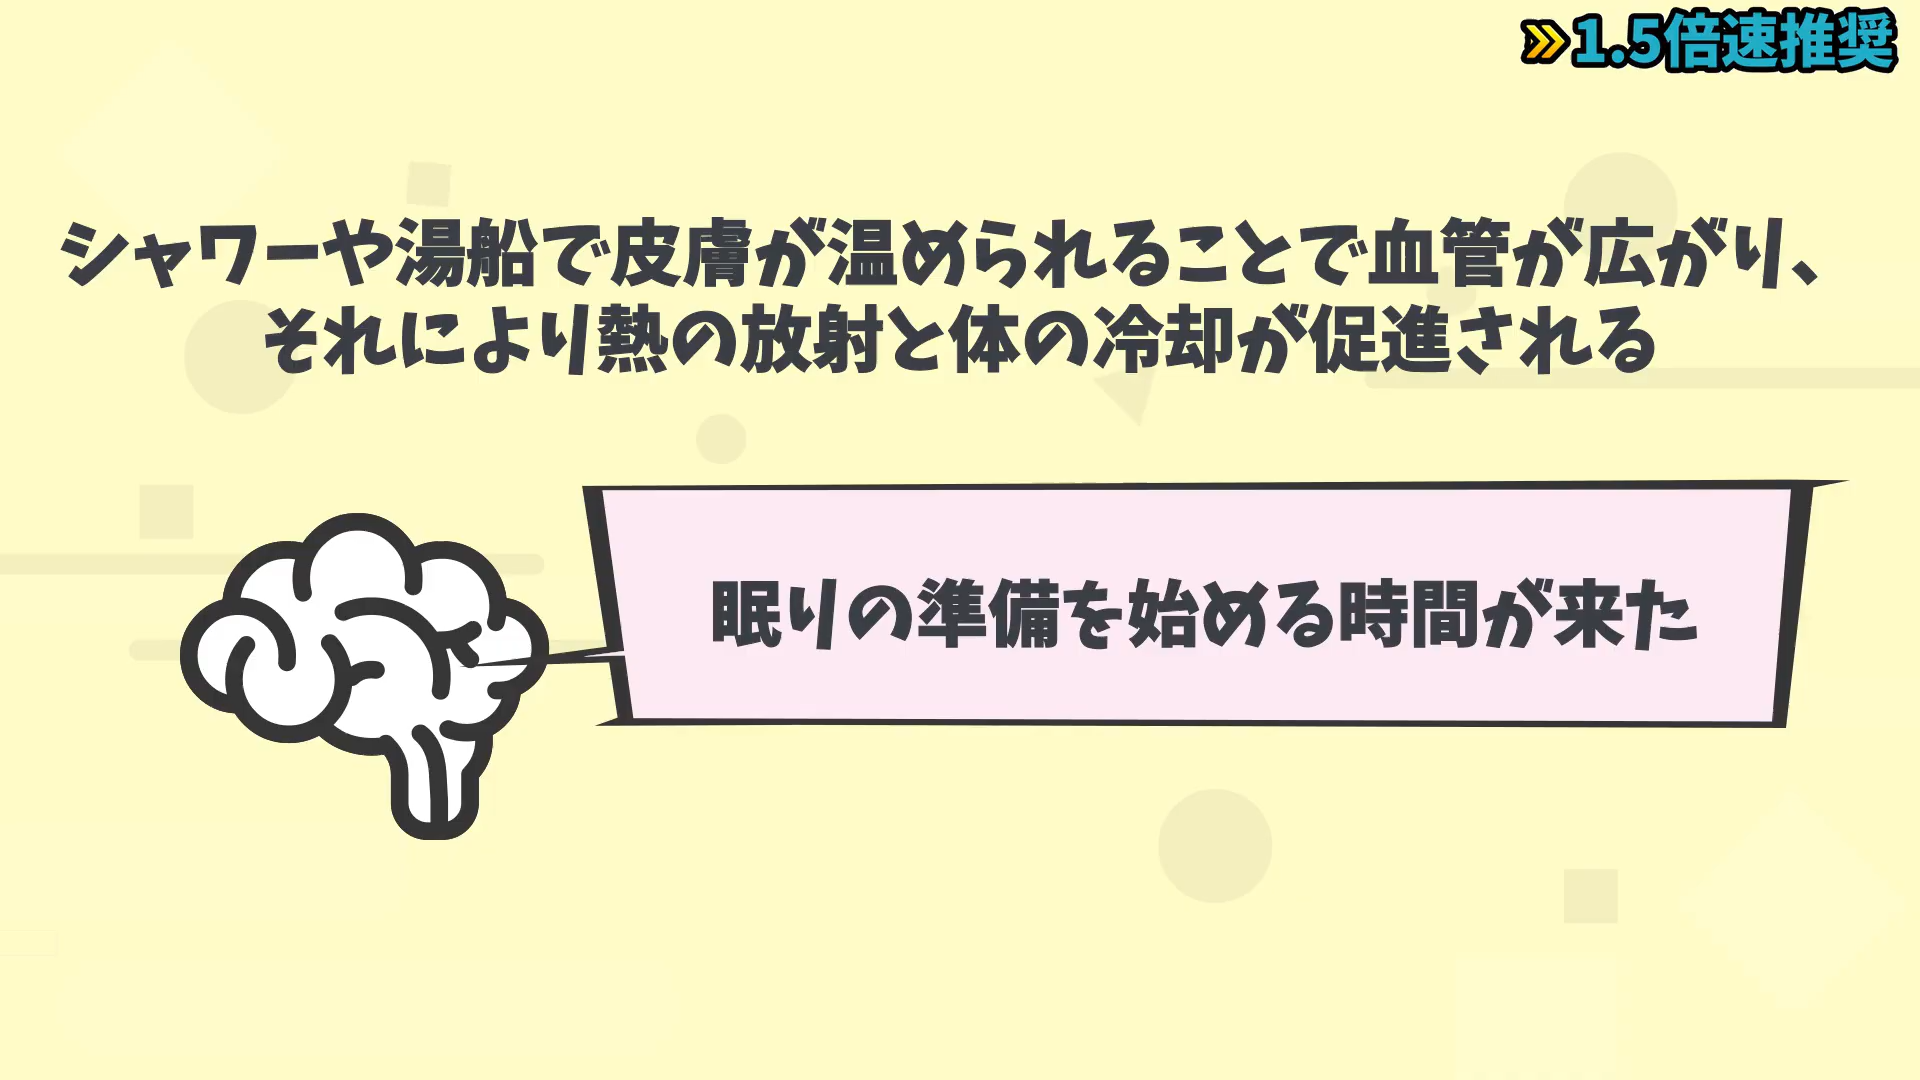 1.5倍速推奨
シャワーや湯船で皮膚が温められることで血管が広がり、
それにより熱の放射と体の冷却が促進される
眠りの準備を始める時間が来た